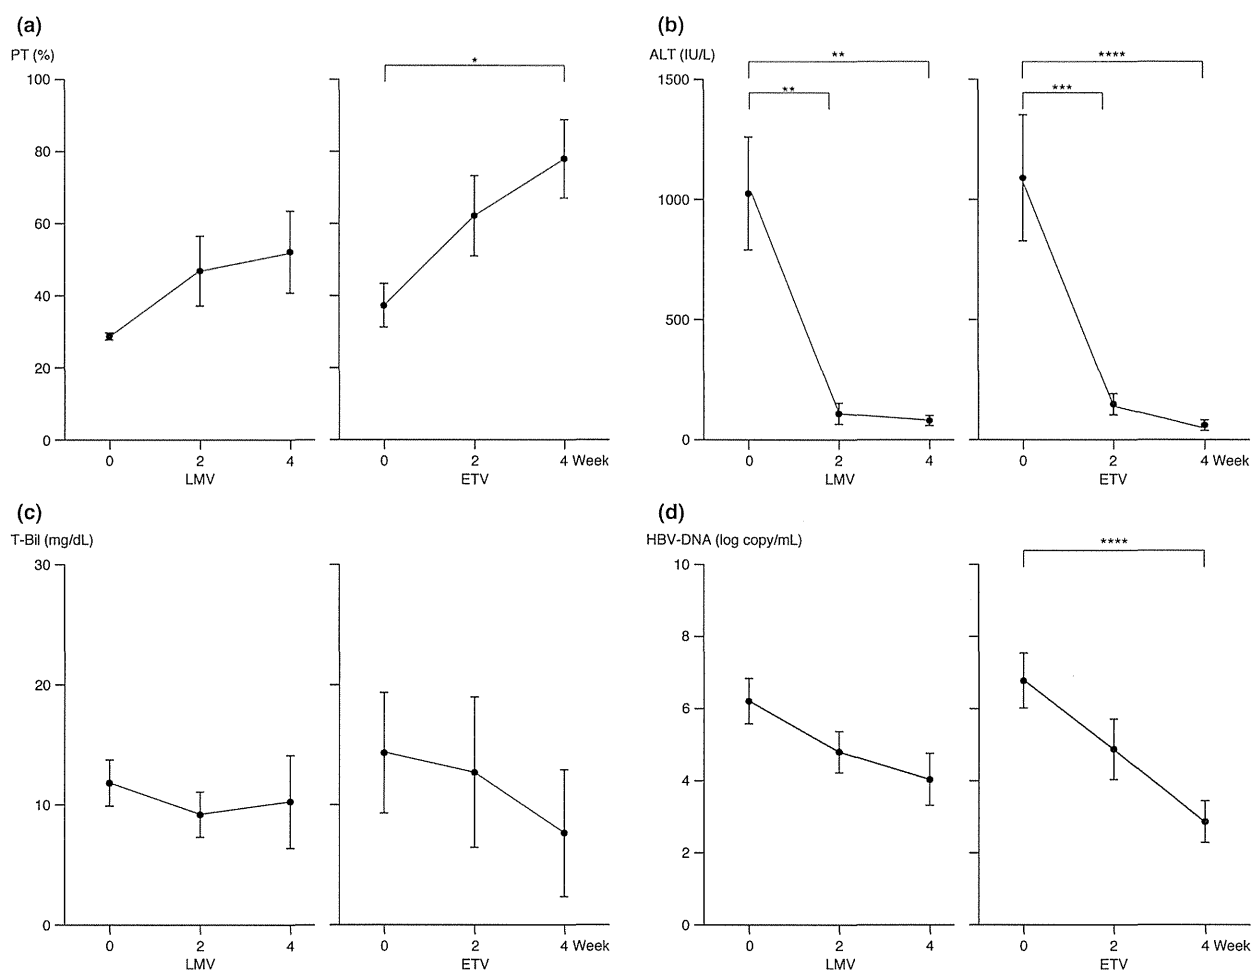 (a)
PT (%)
100
80
60
40
20
0
0 2 4
LMV
*
0 2 4 Week
ETV
(b)
ALT (IU/L)
1500
1000
500
0
**
**
0 2 4
LMV
****
***
0 2 4 Week
ETV
(c)
T-Bil (mg/dL)
30
20
10
0
0 2 4
LMV
0 2 4 Week
ETV
(d)
HBV-DNA (log copy/mL)
10
8
6
4
2
0
0 2 4
LMV
****
0 2 4 Week
ETV